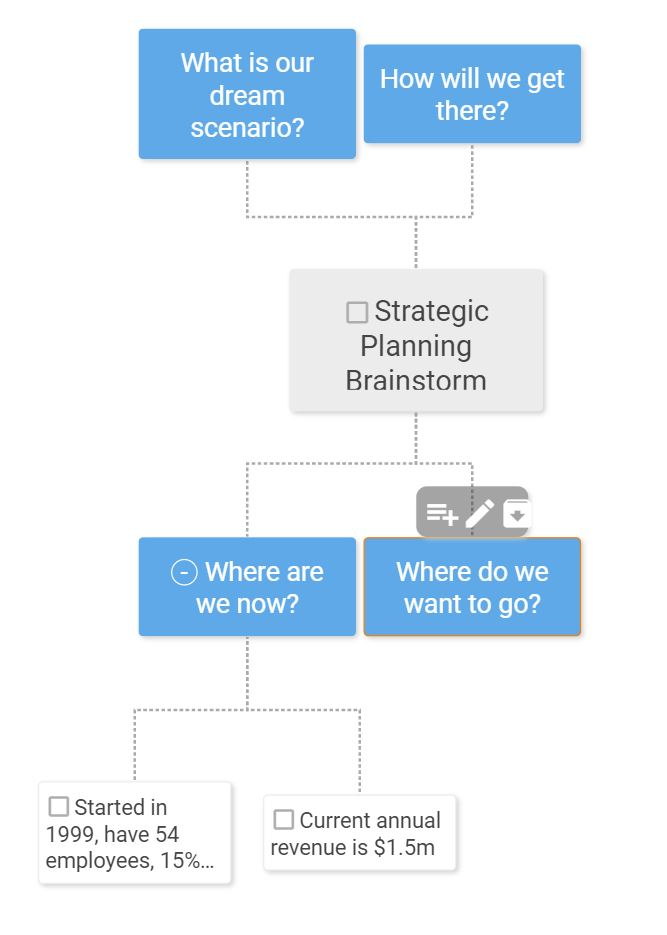 What is our
dream
scenario?
How will we get
there?
Strategic
Planning
Brainstorm
Where are
we now?
Where do we
want to go?
Started in
1999, have 54
employees, 15%...
Current annual
revenue is $1.5m